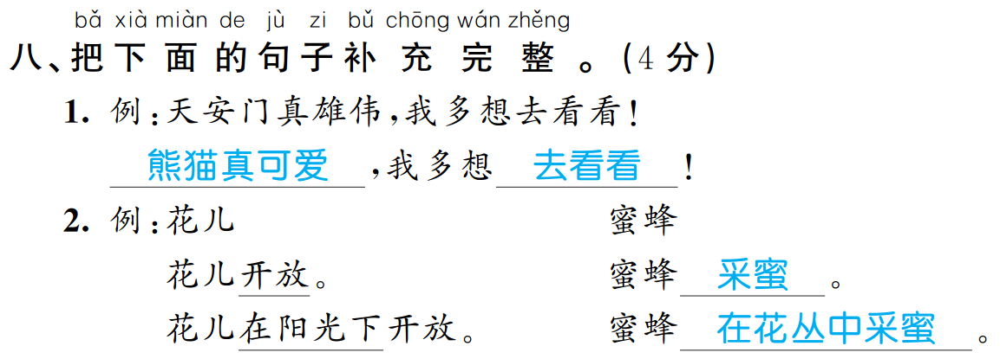 bǎ xià miàn de jù zi bǔ chōng wán zhěng
八、把下面的句子补充完整。(4分)
1. 例:天安门真雄伟,我多想去看看!
熊猫真可爱,我多想去看看!
2. 例:花儿 蜜蜂
花儿开放。 蜜蜂采蜜。
花儿在阳光下开放。 蜜蜂在花丛中采蜜。